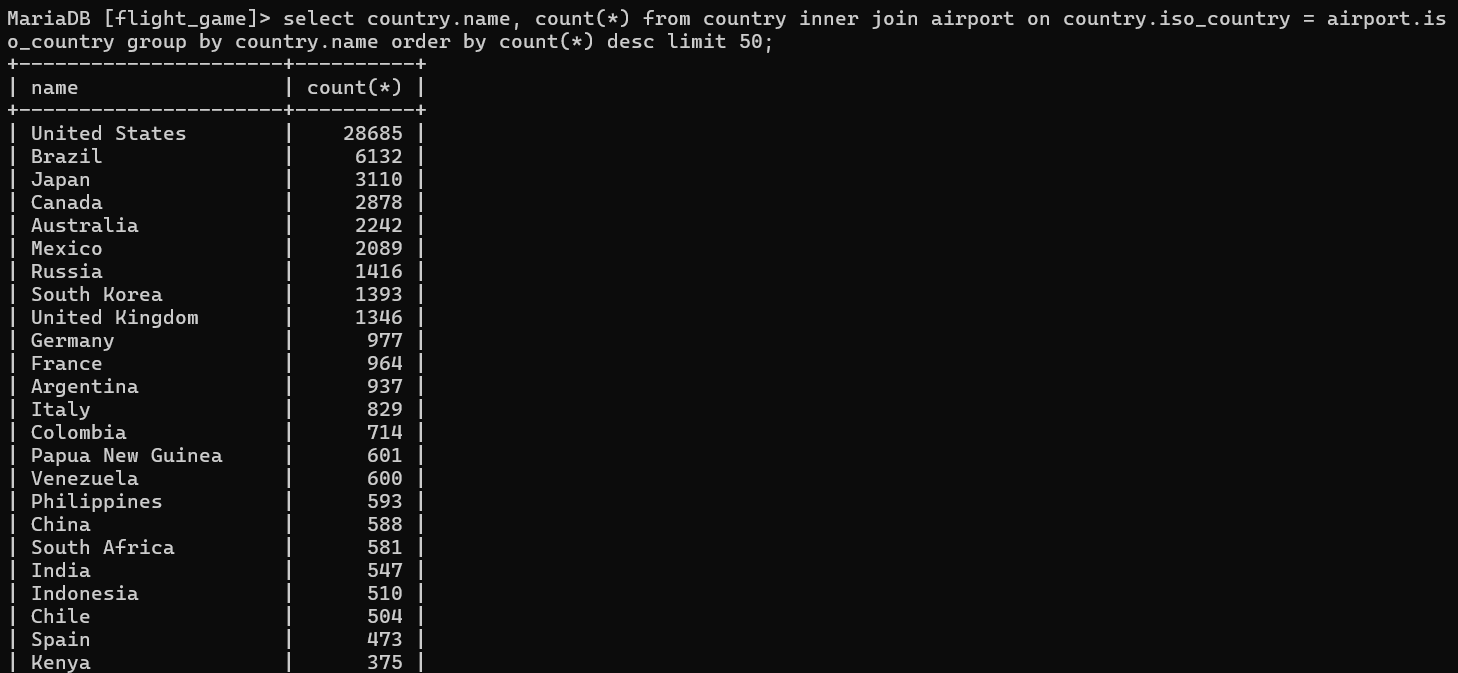 MariaDB [flight_game]> select country.name, count(*) from country inner join airport on country.iso_country = airport.is
o_country group by country.name order by count(*) desc limit 50;
+----------------------+----------+
| name                 | count(*) |
+----------------------+----------+
| United States        |    28685 |
| Brazil               |     6132 |
| Japan                |     3110 |
| Canada               |     2878 |
| Australia            |     2242 |
| Mexico               |     2089 |
| Russia               |     1416 |
| South Korea          |     1393 |
| United Kingdom       |     1346 |
| Germany              |      977 |
| France               |      964 |
| Argentina            |      937 |
| Italy                |      829 |
| Colombia             |      714 |
| Papua New Guinea     |      601 |
| Venezuela            |      600 |
| Philippines          |      593 |
| China                |      588 |
| South Africa         |      581 |
| India                |      547 |
| Indonesia            |      510 |
| Chile                |      504 |
| Spain                |      473 |
| Kenya                |      375 |